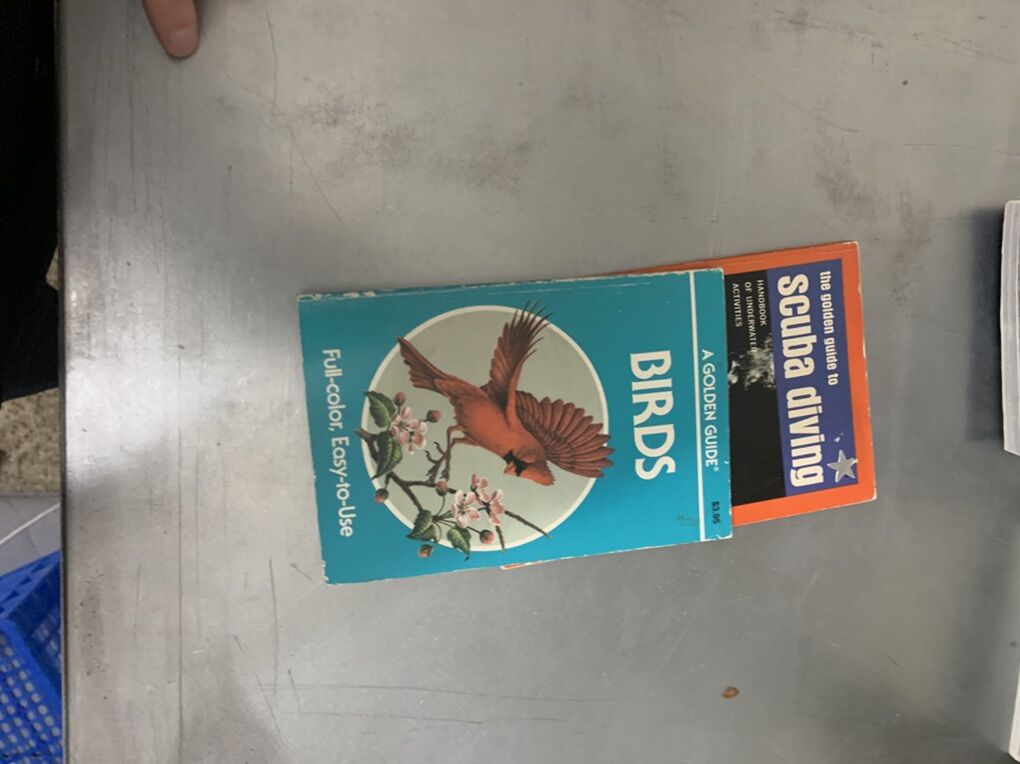 the golden guide to
scuba diving
HANDBOOK
OF UNDERWATER
ACTIVITIES
A GOLDEN GUIDE®
$3.95
BIRDS
Full-color, Easy-to-Use